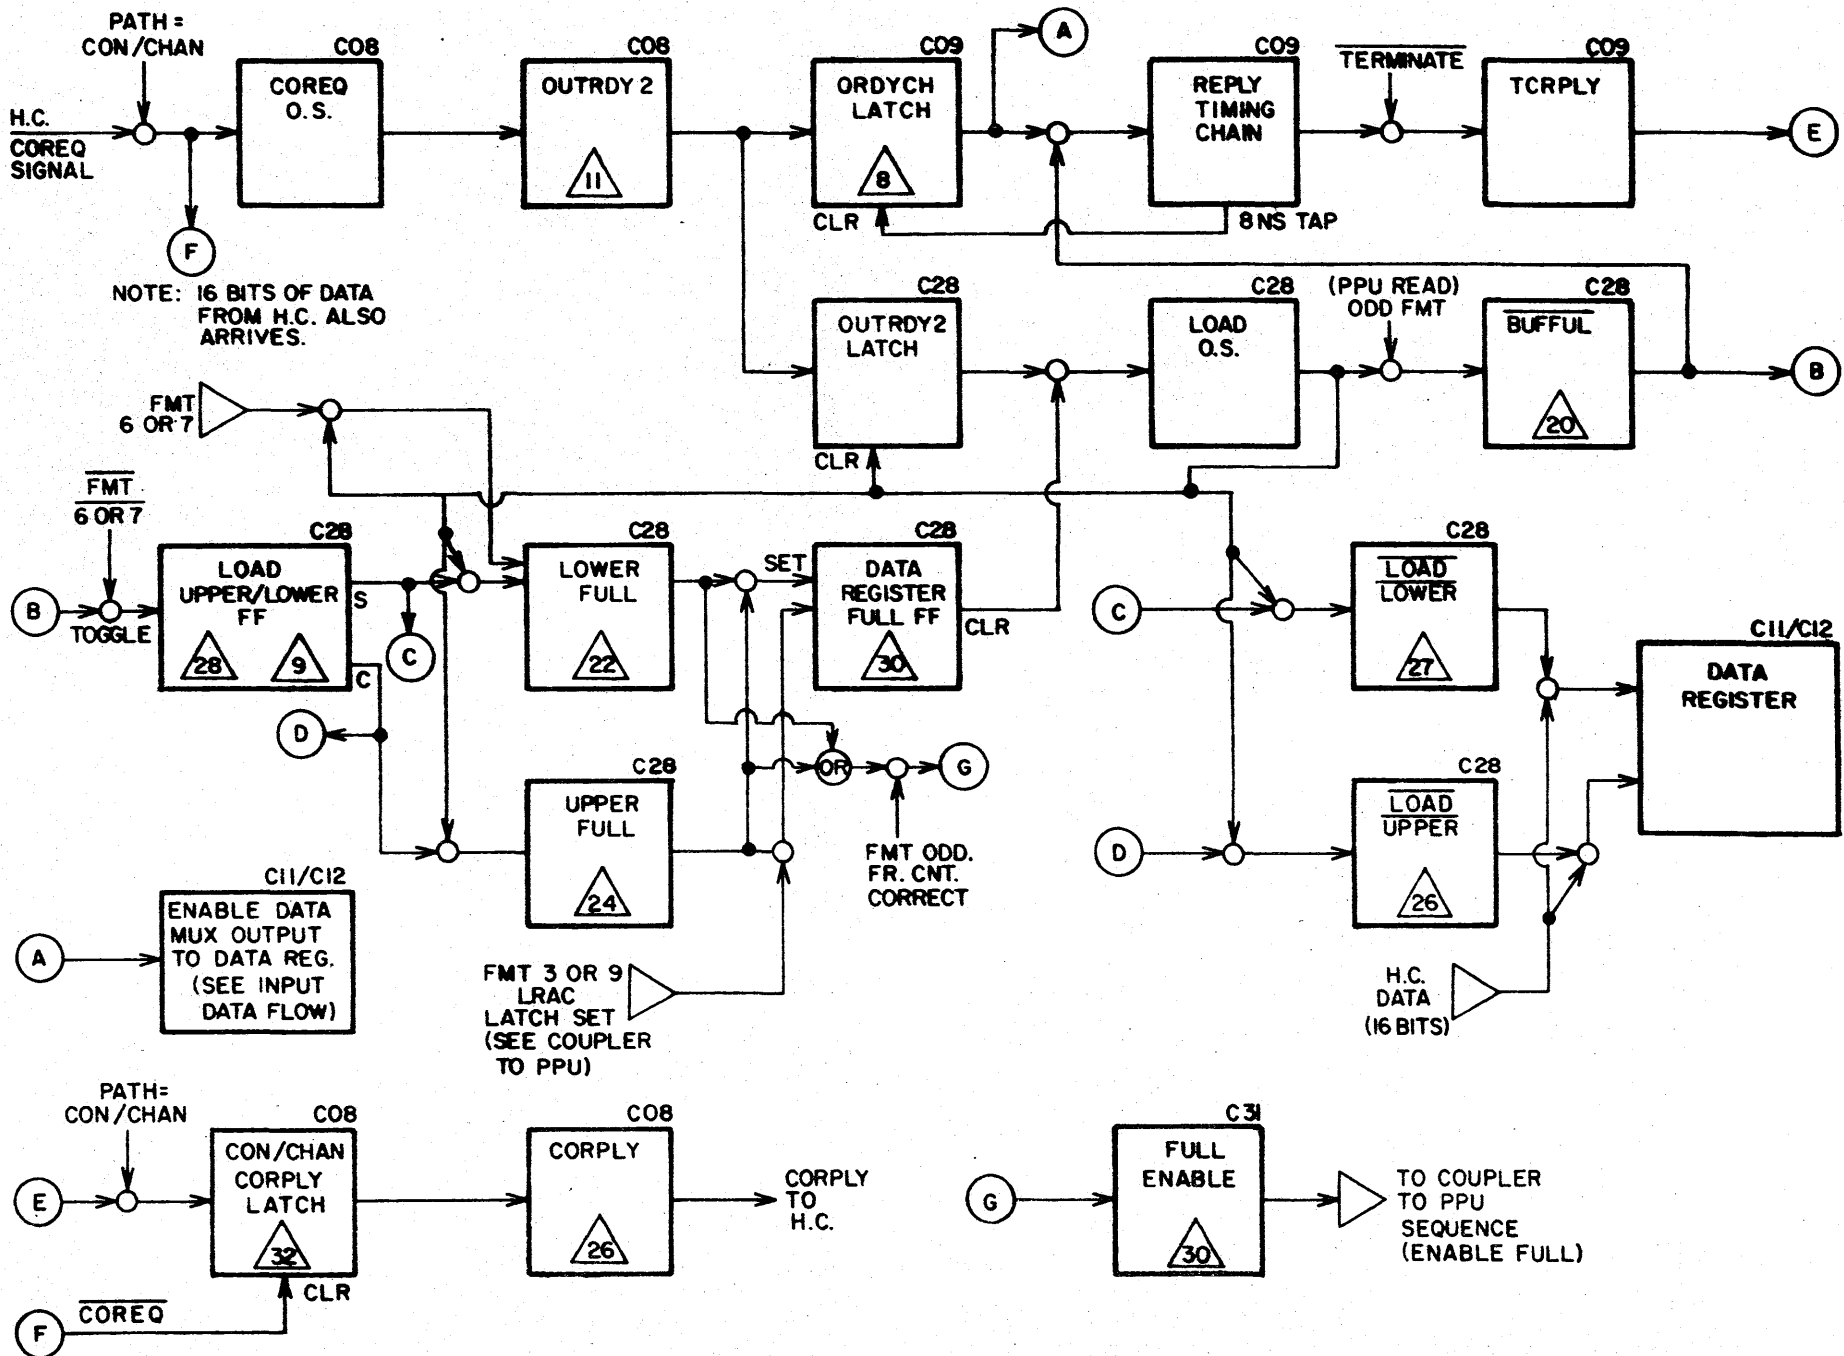 PATH =
CON/CHAN
H.C.
COREQ
SIGNAL
F
NOTE: 16 BITS OF DATA
FROM H.C. ALSO
ARRIVES.
C08
COREQ
O.S.
C08
OUTRDY 2
11
C09
ORDYCH
LATCH
8
CLR
A
C09
REPLY
TIMING
CHAIN
8 NS TAP
TERMINATE
C09
TCRPLY
E
C28
OUTRDY2
LATCH
CLR
C28
LOAD
O.S.
(PPU READ)
ODD FMT
C28
BUFFUL
20
B
FMT
6 OR 7
FMT
6 OR 7
B
TOGGLE
C28
LOAD
UPPER/LOWER
FF
28
9
S
C
C
D
C28
LOWER
FULL
22
SET
C28
DATA
REGISTER
FULL FF
30
CLR
C28
UPPER
FULL
24
OR
G
FMT ODD.
FR. CNT.
CORRECT
FMT 3 OR 9
LRAC
LATCH SET
(SEE COUPLER
TO PPU)
C
C28
LOAD
LOWER
27
D
C28
LOAD
UPPER
26
C11/C12
DATA
REGISTER
H.C.
DATA
(16 BITS)
A
C11/C12
ENABLE DATA
MUX OUTPUT
TO DATA REG.
(SEE INPUT
DATA FLOW)
PATH=
CON/CHAN
E
C08
CON/CHAN
CORPLY
LATCH
32
CLR
F
COREQ
C08
CORPLY
26
CORPLY
TO
H.C.
G
C31
FULL
ENABLE
30
TO COUPLER
TO PPU
SEQUENCE
(ENABLE FULL)